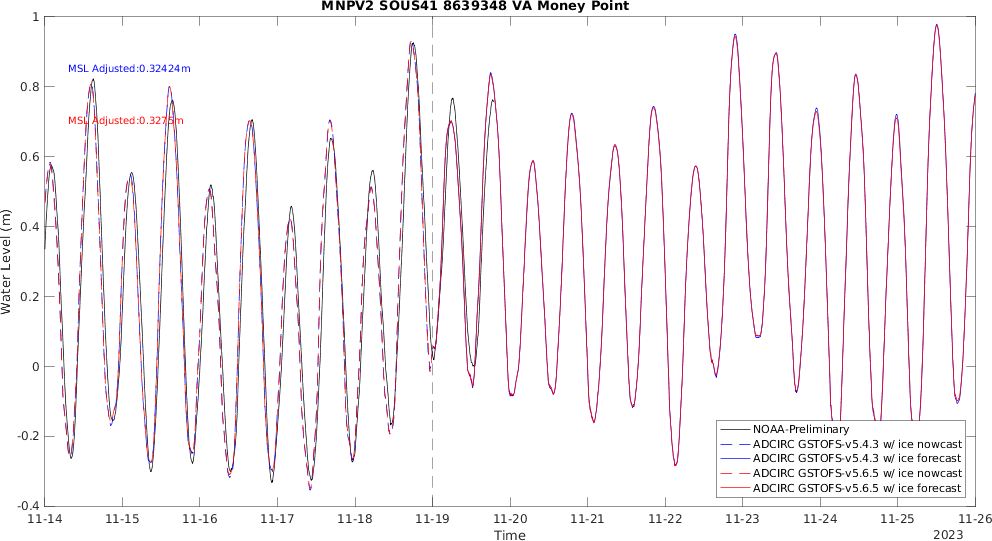 MNPV2 SOUS41 8639348 VA Money Point
1
0.8
0.6
0.4
0.2
0
-0.2
-0.4
Water Level (m)
MSL Adjusted:0.32424m
MSL Adjusted:0.3275m
NOAA-Preliminary
ADCIRC GSTOFS-v5.4.3 w/ ice nowcast
ADCIRC GSTOFS-v5.4.3 w/ ice forecast
ADCIRC GSTOFS-v5.6.5 w/ ice nowcast
ADCIRC GSTOFS-v5.6.5 w/ ice forecast
11-14 11-15 11-16 11-17 11-18 11-19 11-20 11-21 11-22 11-23 11-24 11-25 11-26
Time
2023